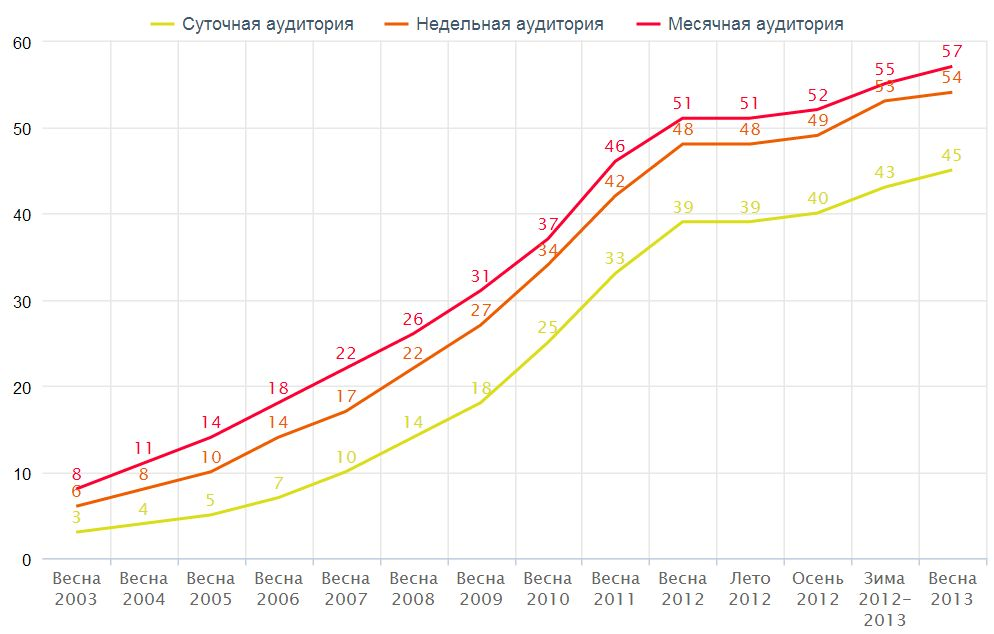 Суточная аудитория Недельная аудитория Месячная аудитория
60
50
40
30
20
10
0
8 11 14 18 22 26 31 37 46 51 51 52 55 57
6 8 10 14 17 22 27 34 42 48 48 49 53 54
3 4 5 7 10 14 18 25 33 39 39 40 43 45
Весна Весна Весна Весна Весна Весна Весна Весна Весна Весна Лето Осень Зима Весна
2003 2004 2005 2006 2007 2008 2009 2010 2011 2012 2012 2012 2012- 2013
2013